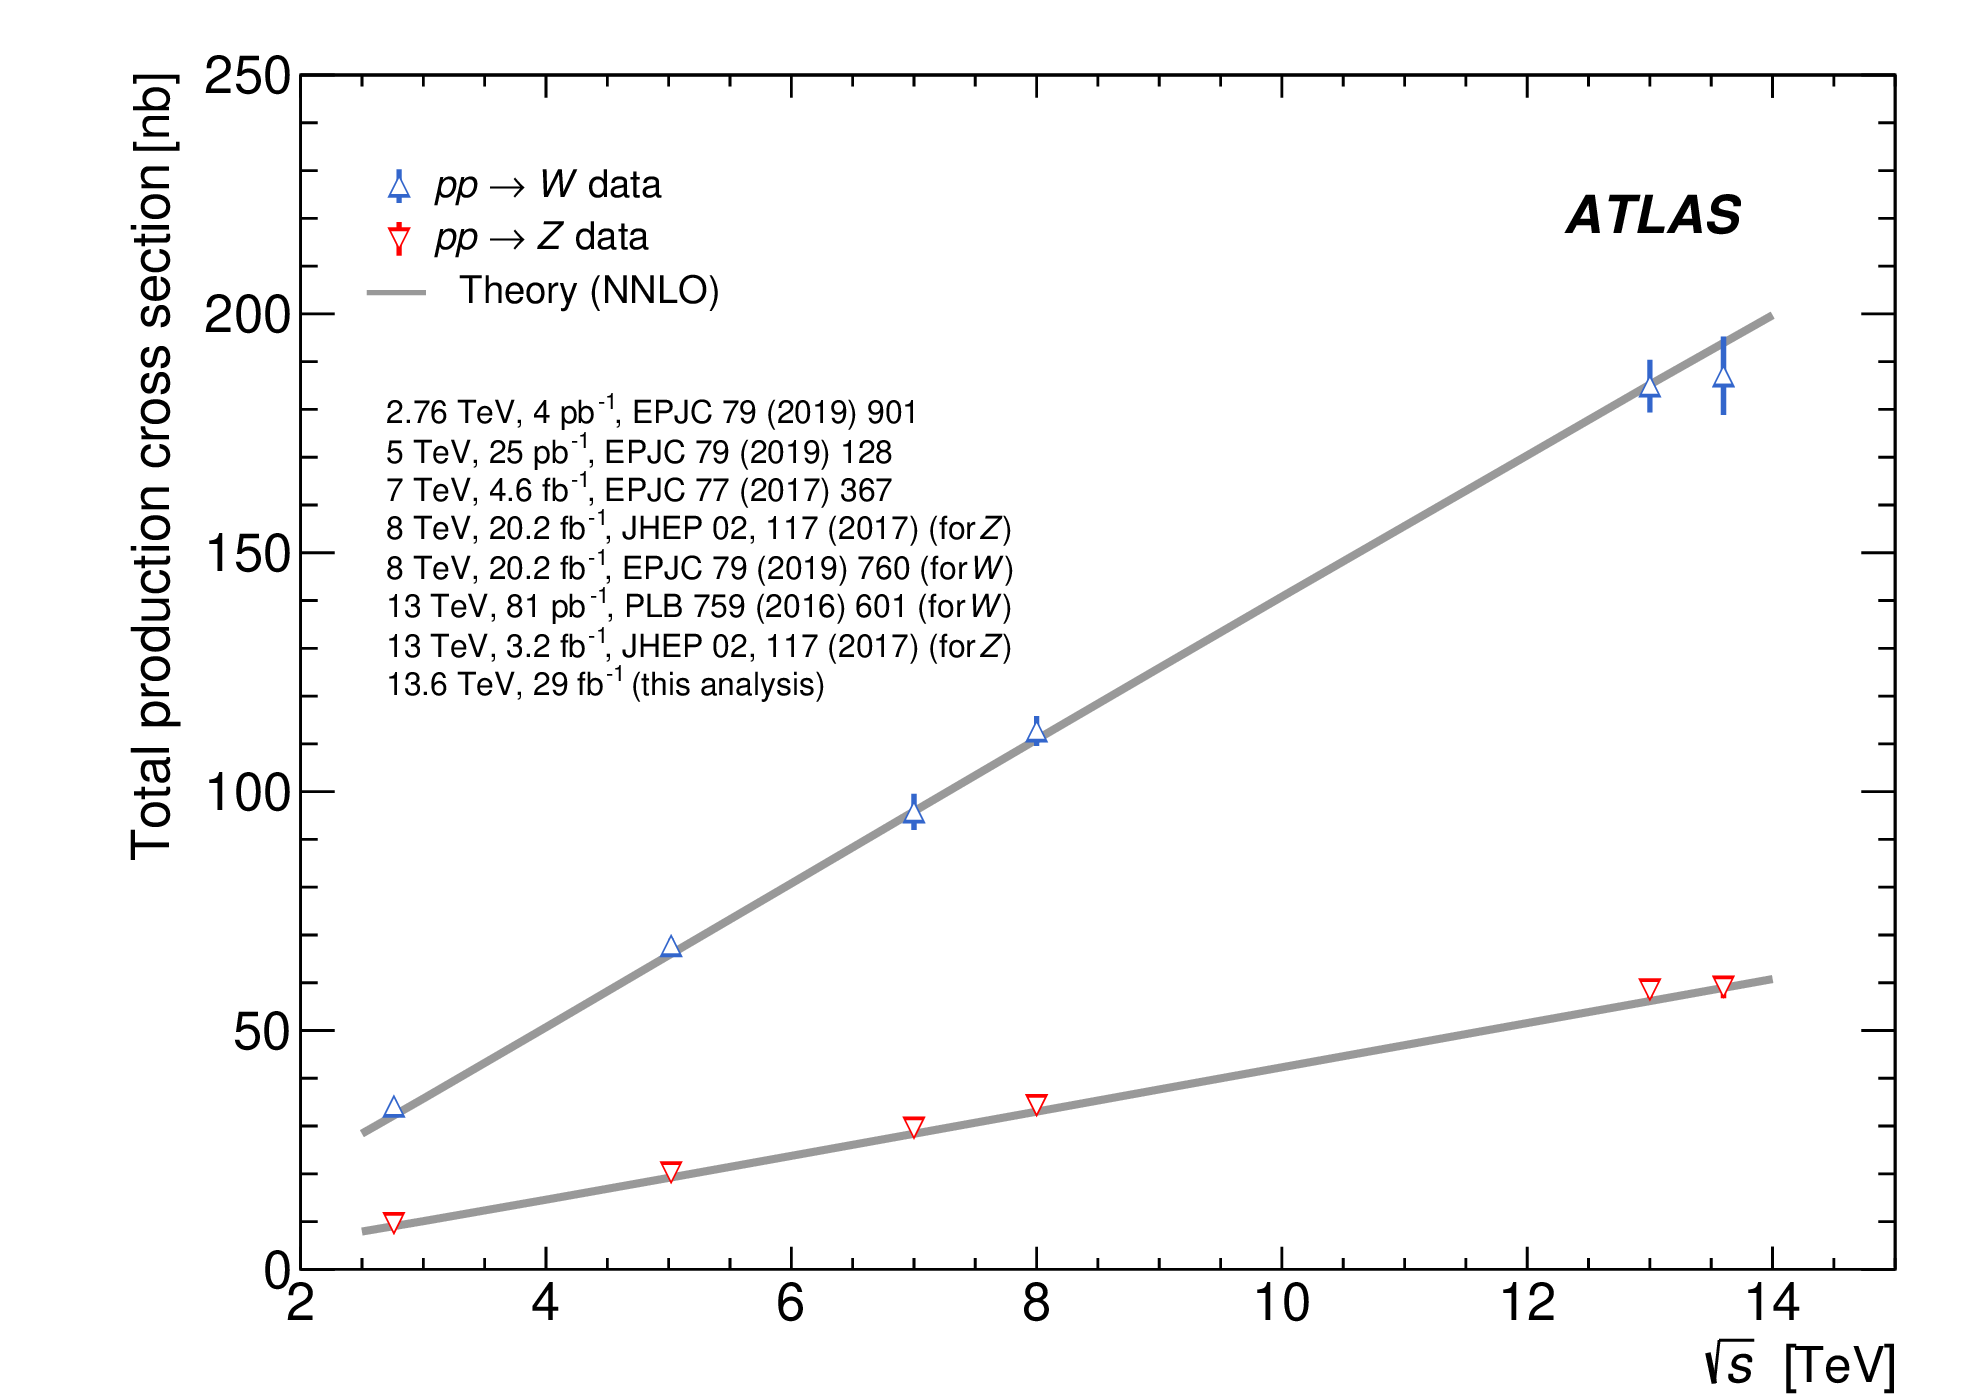 Total production cross section [nb]
250
200
150
100
50
0
pp → W data
pp → Z data
Theory (NNLO)
ATLAS
2.76 TeV, 4 pb⁻¹, EPJC 79 (2019) 901
5 TeV, 25 pb⁻¹, EPJC 79 (2019) 128
7 TeV, 4.6 fb⁻¹, EPJC 77 (2017) 367
8 TeV, 20.2 fb⁻¹, JHEP 02, 117 (2017) (for Z)
8 TeV, 20.2 fb⁻¹, EPJC 79 (2019) 760 (for W)
13 TeV, 81 pb⁻¹, PLB 759 (2016) 601 (for W)
13 TeV, 3.2 fb⁻¹, JHEP 02, 117 (2017) (for Z)
13.6 TeV, 29 fb⁻¹ (this analysis)
2 4 6 8 10 12 14
√s [TeV]